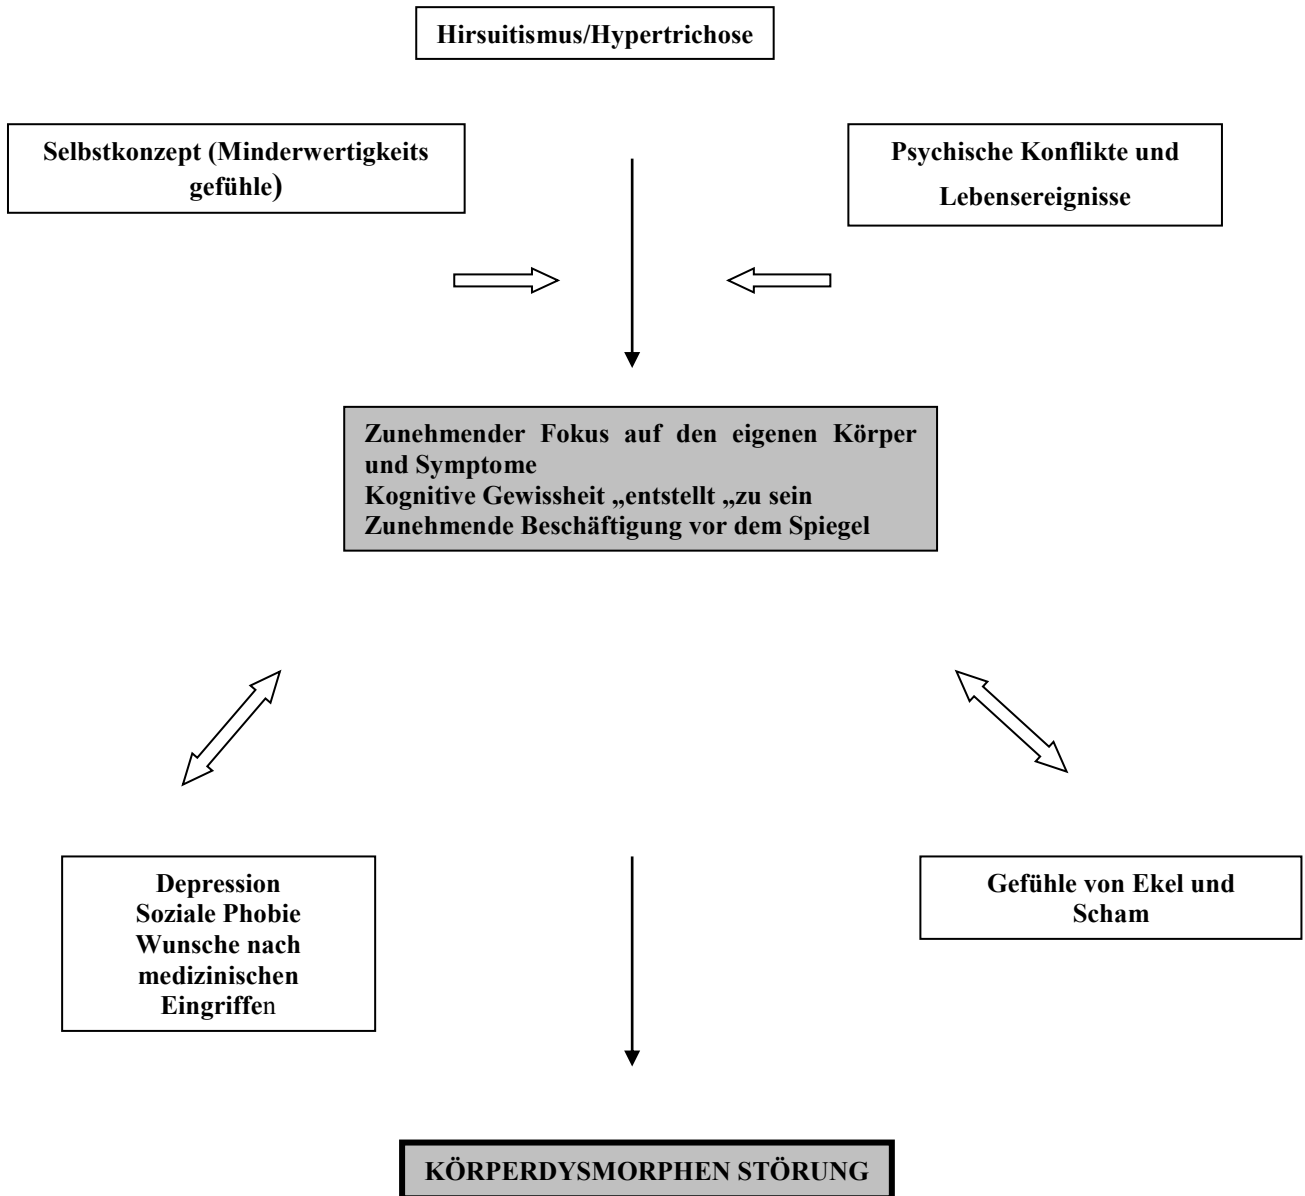 Hirsuitismus/Hypertrichose
Selbstkonzept (Minderwertigkeits
gefühle)
Psychische Konflikte und
Lebensereignisse
Zunehmender Fokus auf den eigenen Körper
und Symptome
Kognitive Gewissheit „entstellt „zu sein
Zunehmende Beschäftigung vor dem Spiegel
Depression
Soziale Phobie
Wunsche nach
medizinischen
Eingriffen
Gefühle von Ekel und
Scham
KÖRPERDYSMORPHEN STÖRUNG